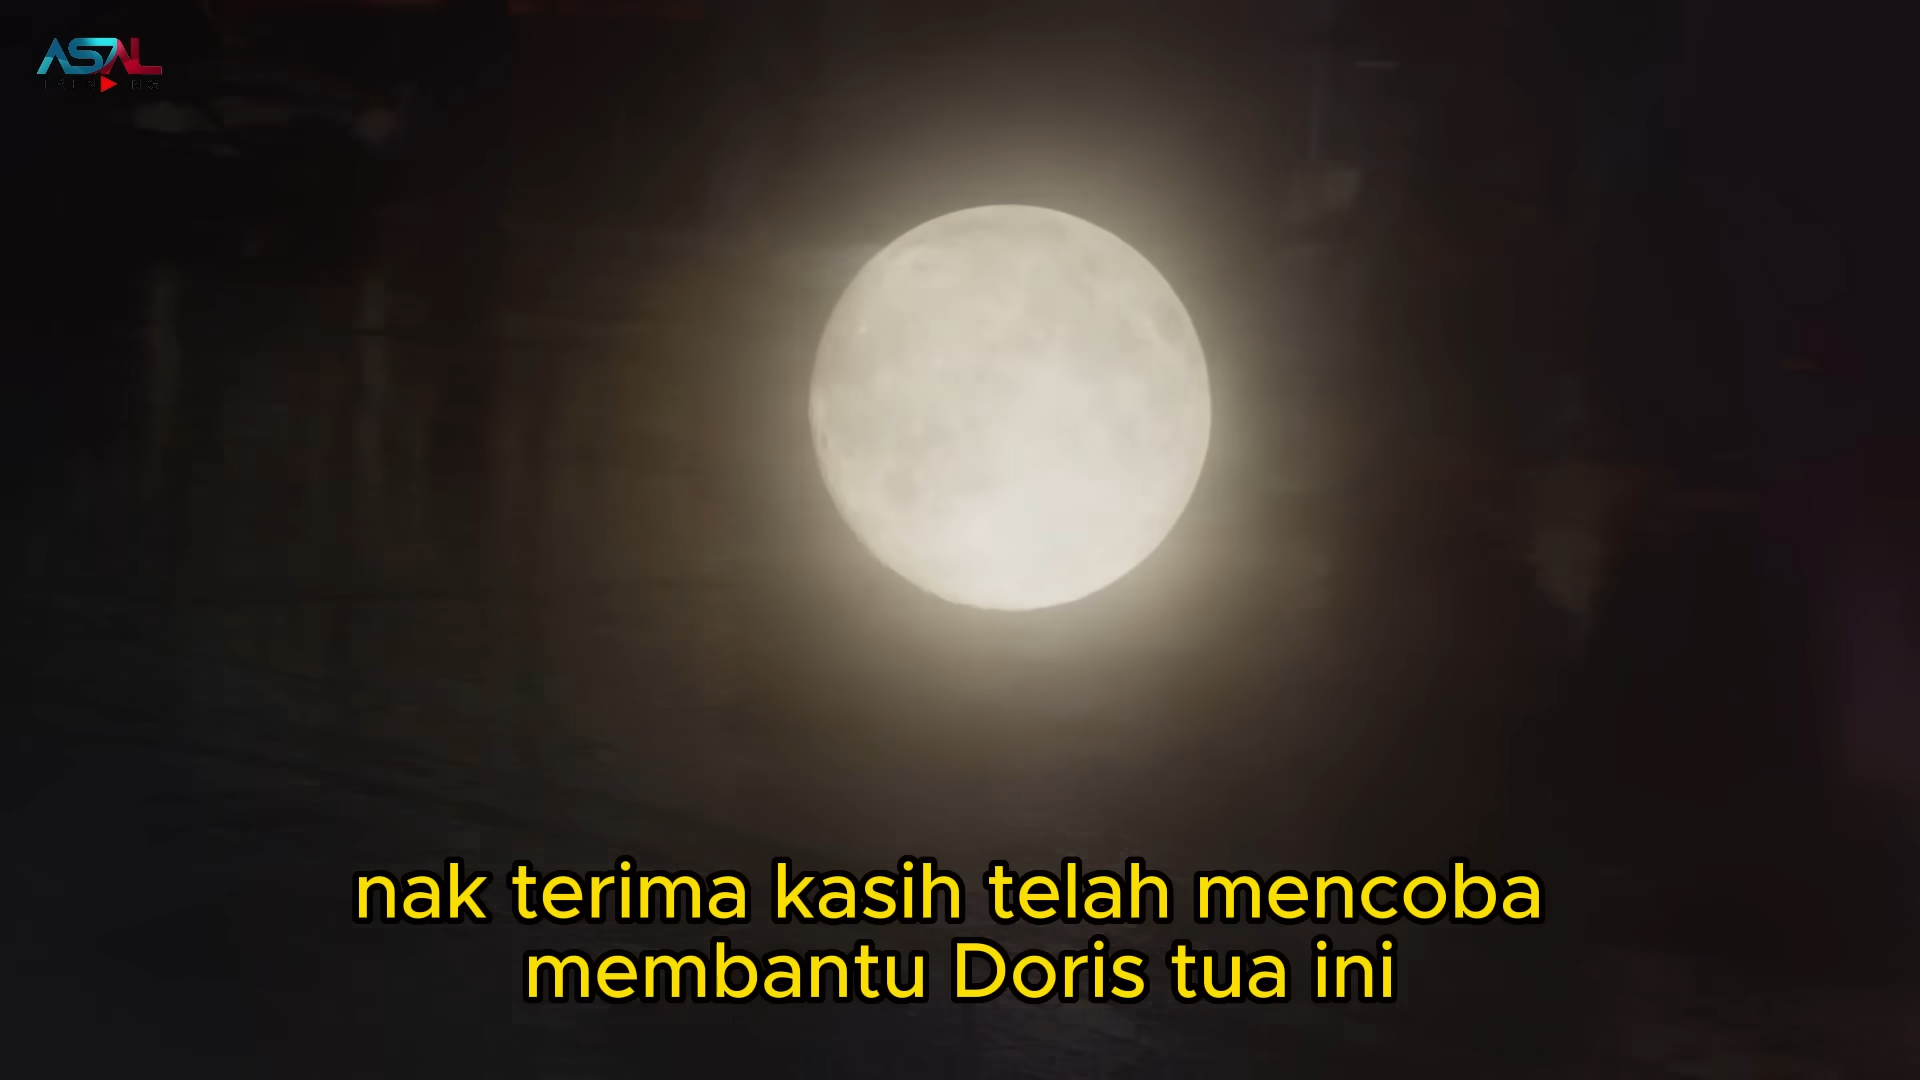 ASAL
nak terima kasih telah mencoba
membantu Doris tua ini